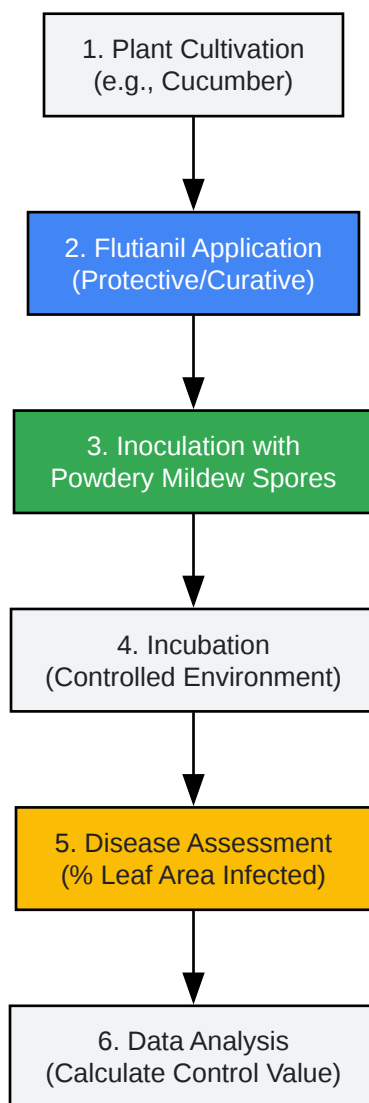 1. Plant Cultivation
(e.g., Cucumber)
2. Flutianil Application
(Protective/Curative)
3. Inoculation with
Powdery Mildew Spores
4. Incubation
(Controlled Environment)
5. Disease Assessment
(% Leaf Area Infected)
6. Data Analysis
(Calculate Control Value)